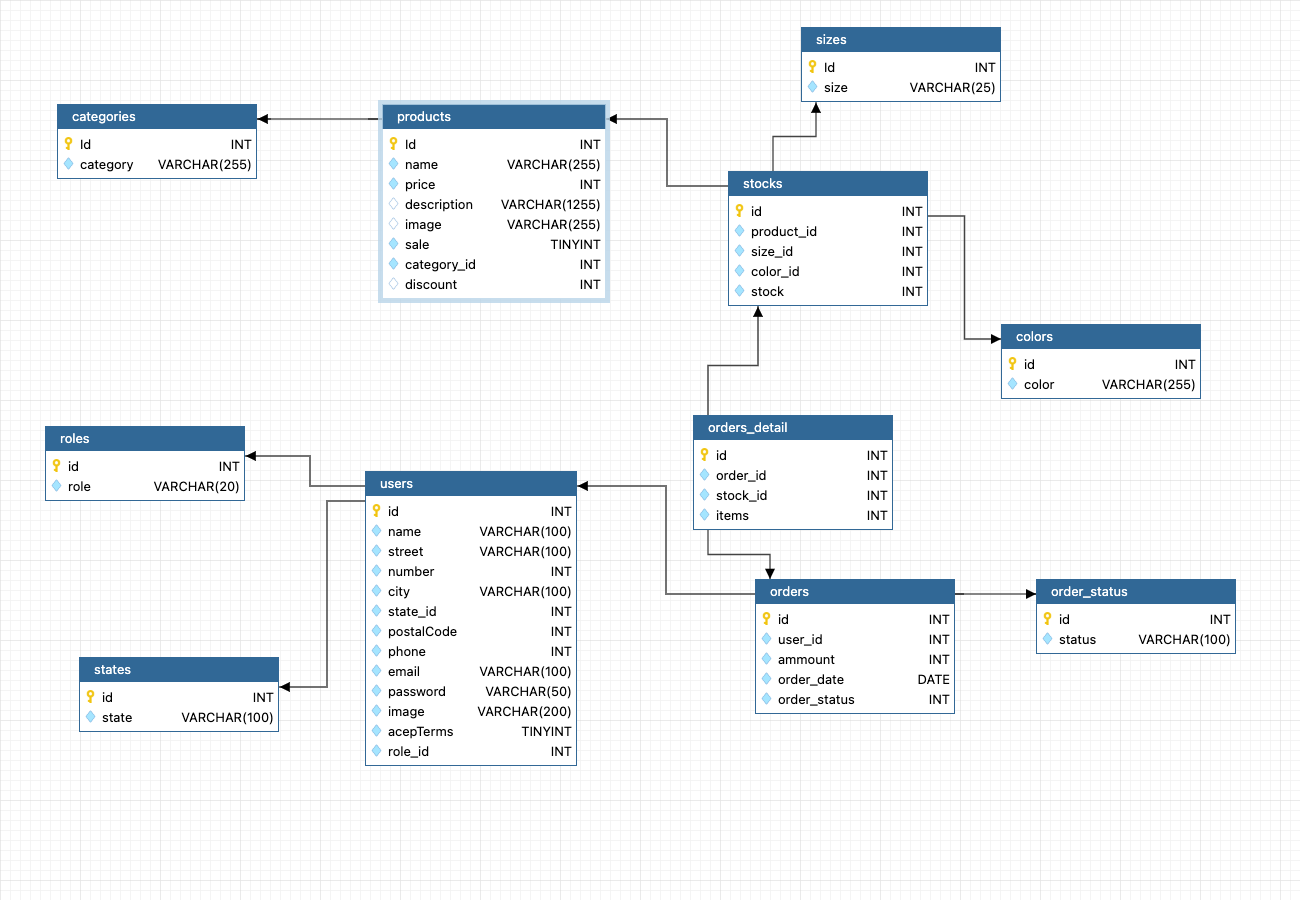 sizes
Id INT
size VARCHAR(25)
categories
Id INT
category VARCHAR(255)
products
Id INT
name VARCHAR(255)
price INT
description VARCHAR(1255)
image VARCHAR(255)
sale TINYINT
category_id INT
discount INT
stocks
id INT
product_id INT
size_id INT
color_id INT
stock INT
colors
id INT
color VARCHAR(255)
orders_detail
id INT
order_id INT
stock_id INT
items INT
roles
id INT
role VARCHAR(20)
users
id INT
name VARCHAR(100)
street VARCHAR(100)
number INT
city VARCHAR(100)
state_id INT
postalCode INT
phone INT
email VARCHAR(100)
password VARCHAR(50)
image VARCHAR(200)
acepTerms TINYINT
role_id INT
orders
id INT
user_id INT
ammount INT
order_date DATE
order_status INT
order_status
id INT
status VARCHAR(100)
states
id INT
state VARCHAR(100)